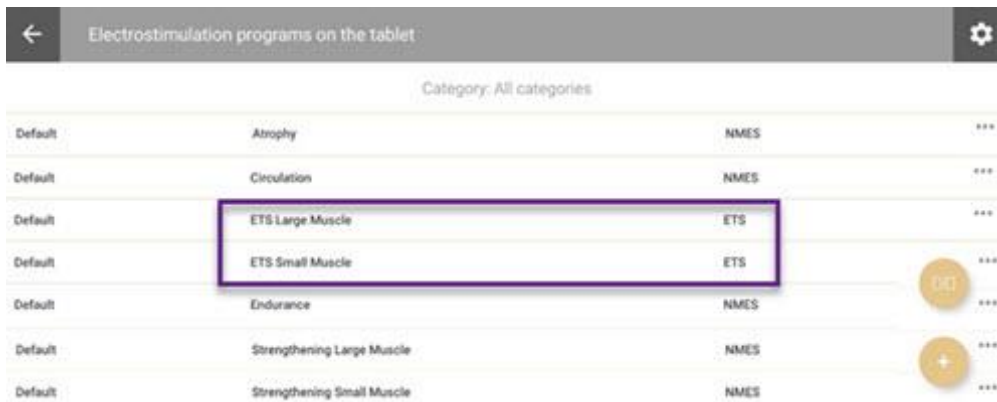 Electrostimulation programs on the tablet
Category: All categories
Default Atrophy NMES
Default Circulation NMES
Default ETS Large Muscle ETS
Default ETS Small Muscle ETS
Default Endurance NMES
Default Strengthening Large Muscle NMES
Default Strengthening Small Muscle NMES